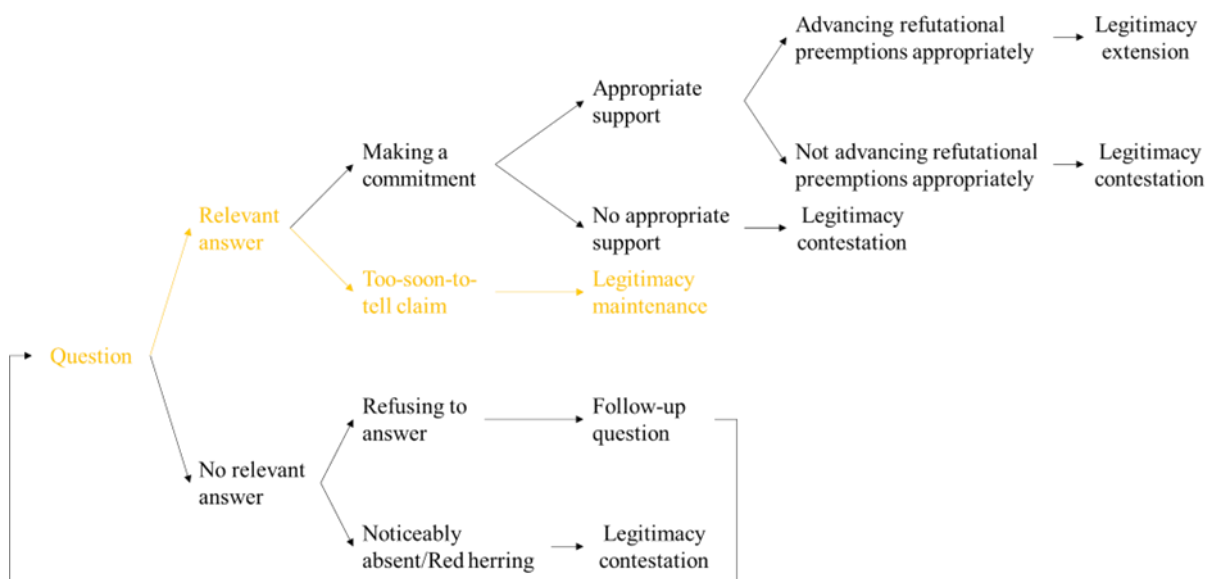 Advancing refutational
preemptions appropriately
Legitimacy
extension
Appropriate
support
Making a
commitment
Not advancing refutational
preemptions appropriately
Legitimacy
contestation
Relevant
answer
No appropriate
support
Legitimacy
contestation
Too-soon-to-
tell claim
Legitimacy
maintenance
Question
Refusing to
answer
Follow-up
question
No relevant
answer
Noticeably
absent/Red herring
Legitimacy
contestation